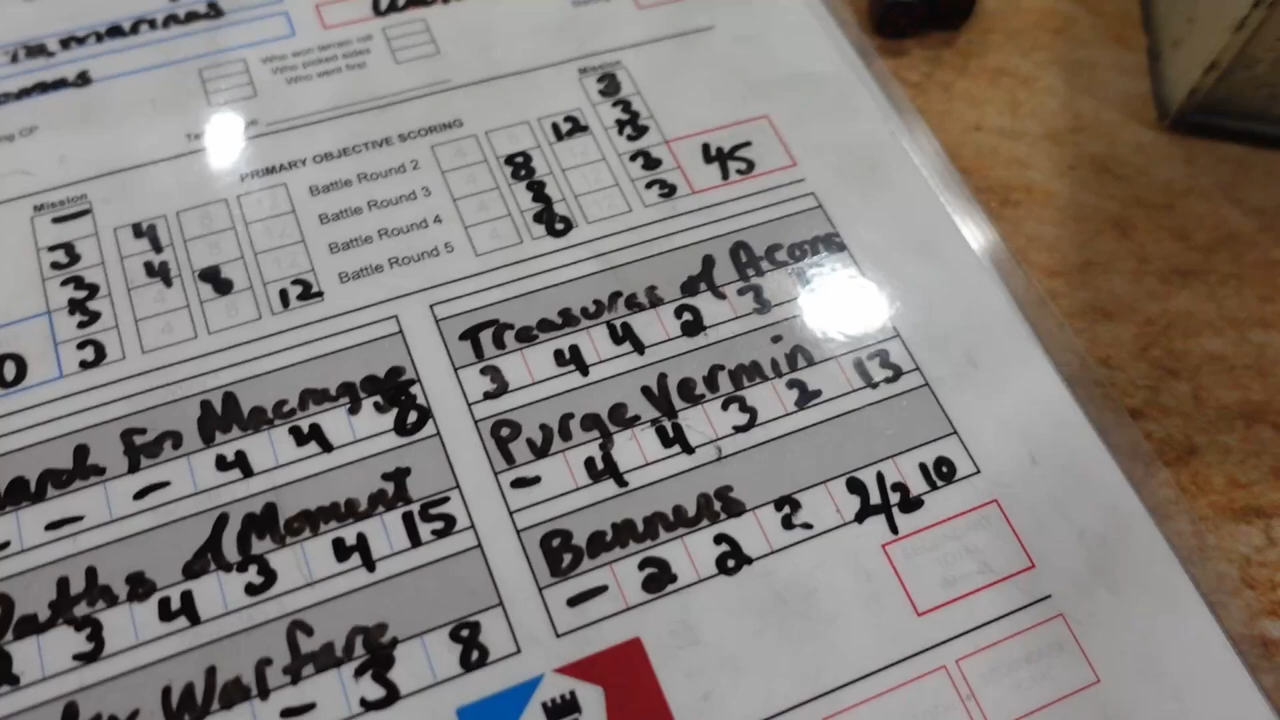 Who won terrain roll
Who picked sides
Who went first
PRIMARY OBJECTIVE SCORING
Mission
Mission
Battle Round 2
Battle Round 3
Battle Round 4
Battle Round 5
12
8
8
8
3
3
3
3
3
45
-
3
3
3
3
4
4
8
12
for Macragge
- - 4 4 8
Oaths of Moment
3 4 3 4 15
Warfare
- 3 8
Treasures of Aeons
3 4 4 2 3
Purge Vermin
- 4 4 3 2 13
Banners
- 2 2 2 2/2 10